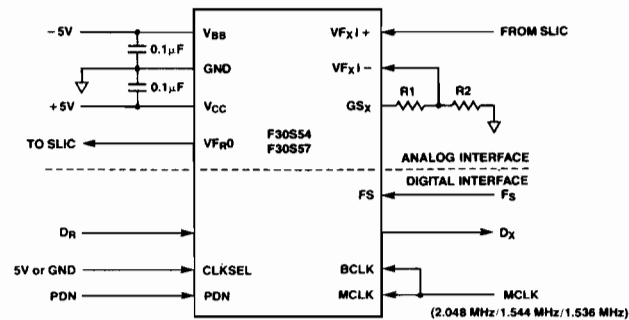 −5V
VBB
VFXI+
FROM SLIC
0.1μF
GND
VFXI−
0.1μF
R1
R2
+5V
VCC
GSX
TO SLIC
VFR0
F30S54
F30S57
ANALOG INTERFACE
DIGITAL INTERFACE
FS
FS
DR
DX
5V or GND
CLKSEL
BCLK
PDN
PDN
MCLK
MCLK
(2.048 MHz/1.544 MHz/1.536 MHz)